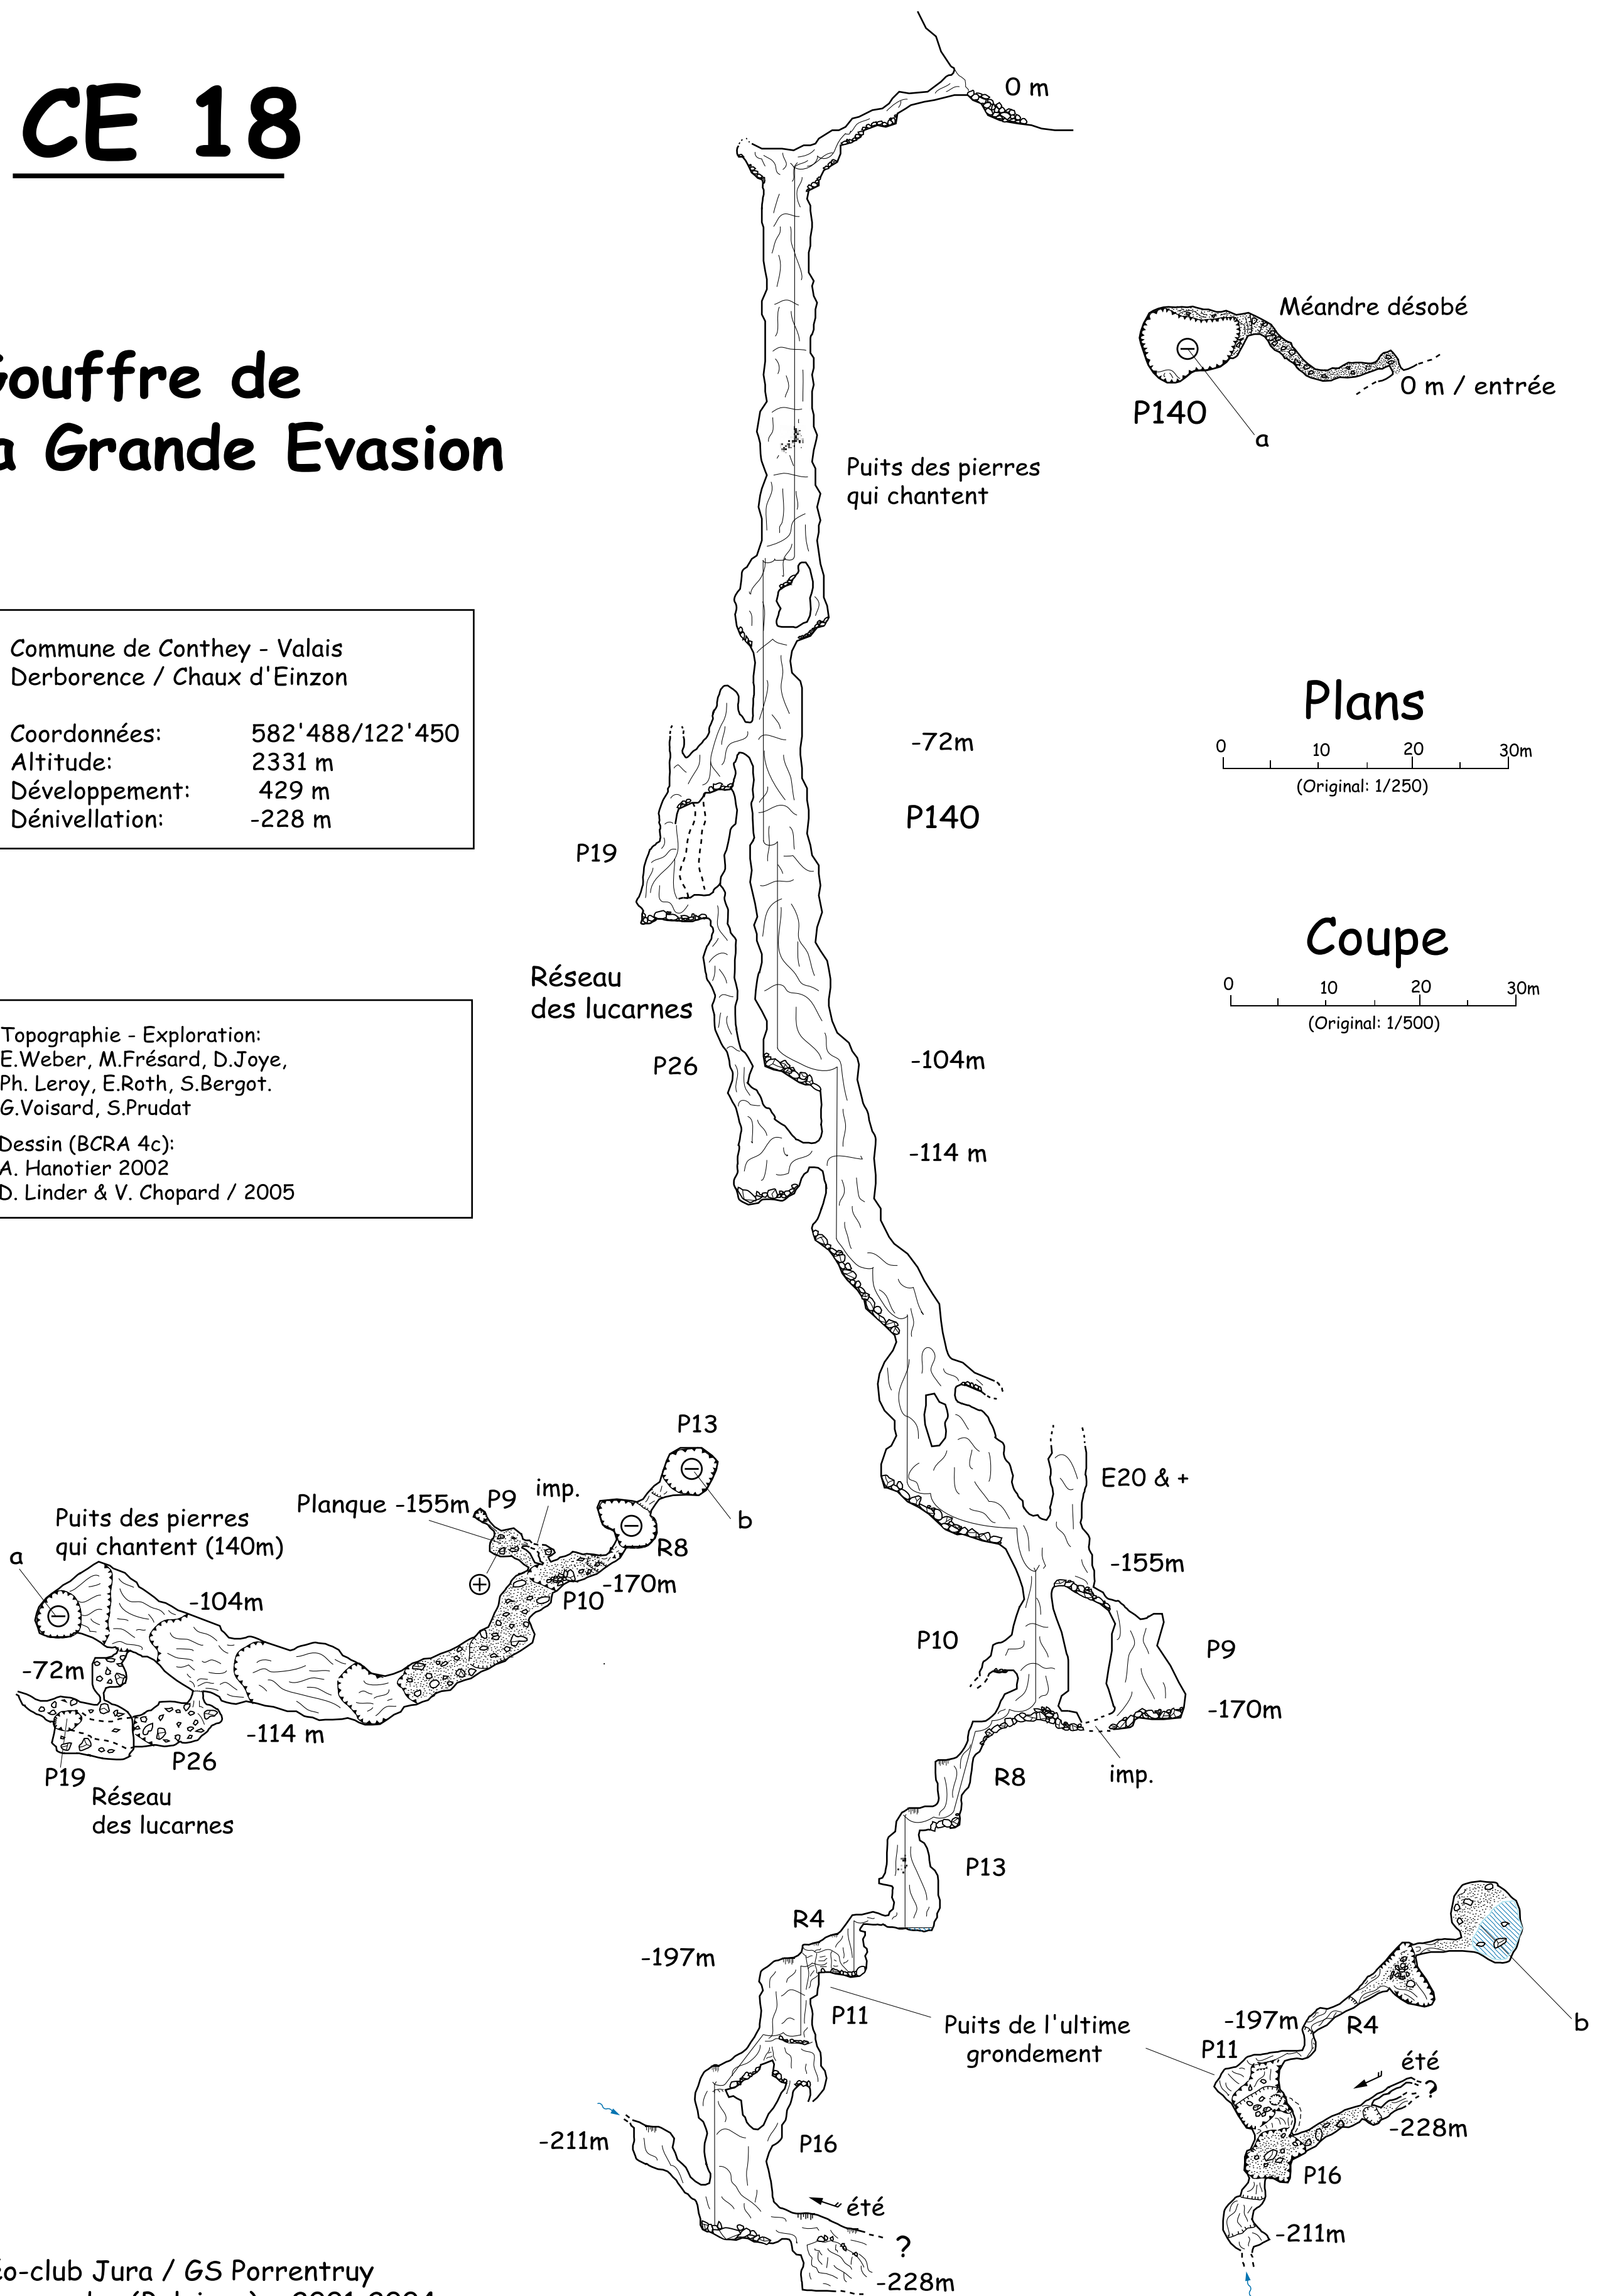 CE 18
Gouffre de
a Grande Evasion
Commune de Conthey - Valais
Derborence / Chaux d'Einzon
Coordonnées: 582'488/122'450
Altitude: 2331 m
Développement: 429 m
Dénivellation: -228 m
Topographie - Exploration:
E.Weber, M.Frésard, D.Joye,
Ph. Leroy, E.Roth, S.Bergot.
G.Voisard, S.Prudat
Dessin (BCRA 4c):
A. Hanotier 2002
D. Linder & V. Chopard / 2005
0 m
Puits des pierres
qui chantent
-72m
P140
P19
Réseau
des lucarnes
P26
-104m
-114 m
E20 & +
-155m
P10
P9
-170m
imp.
R8
P13
R4
-197m
P11
Puits de l'ultime
grondement
-211m
P16
été
?
-228m
Méandre désobé
0 m / entrée
P140
a
Plans
0 10 20 30m
(Original: 1/250)
Coupe
0 10 20 30m
(Original: 1/500)
P13
imp.
P9
Planque -155m
b
Puits des pierres
qui chantent (140m)
a
R8
-170m
P10
-104m
-72m
-114 m
P26
P19
Réseau
des lucarnes
b
-197m
R4
P11
été
?
-228m
P16
-211m
éo-club Jura / GS Porrentruy